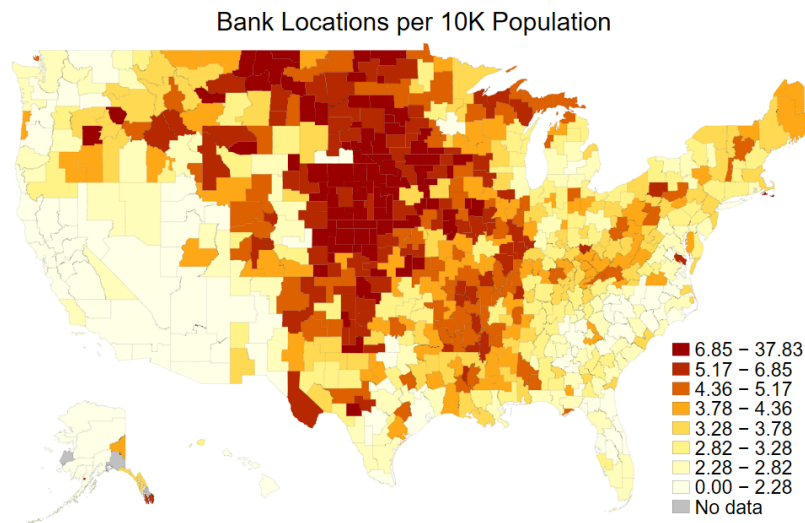 Bank Locations per 10K Population
6.85 − 37.83
5.17 − 6.85
4.36 − 5.17
3.78 − 4.36
3.28 − 3.78
2.82 − 3.28
2.28 − 2.82
0.00 − 2.28
No data